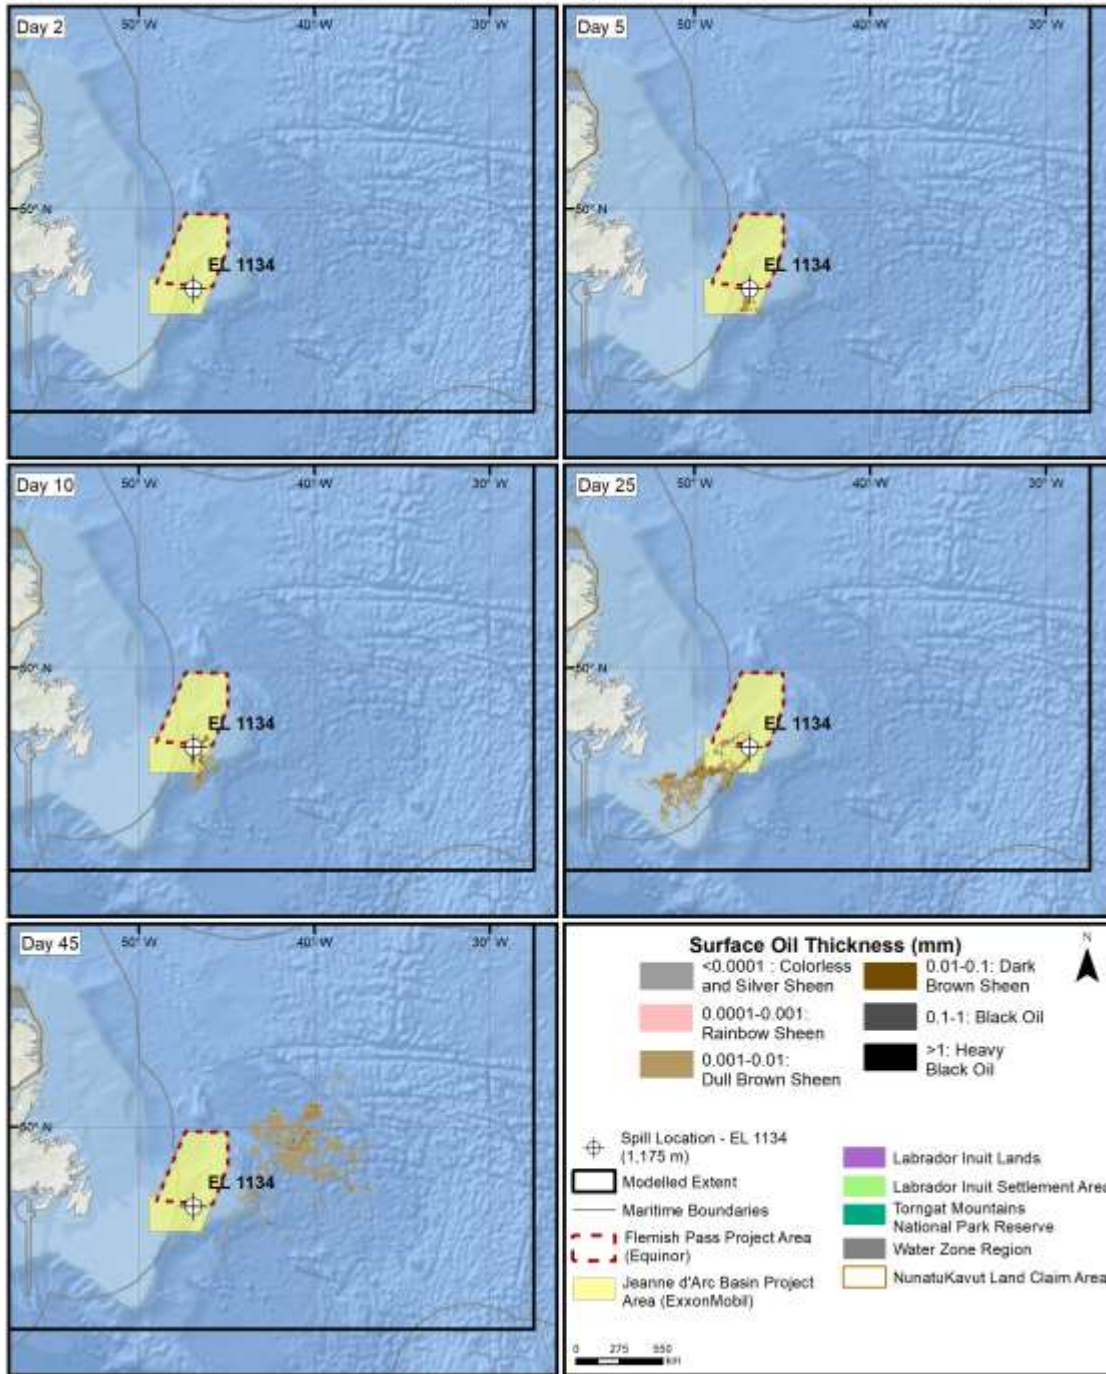 Day 2
50° W
40° W
30° W
50° N
EL 1134
Day 5
50° W
40° W
30° W
50° N
EL 1134
Day 10
50° W
40° W
30° W
50° N
EL 1134
Day 25
50° W
40° W
30° W
50° N
EL 1134
Day 45
50° W
40° W
30° W
50° N
EL 1134
Surface Oil Thickness (mm)
N
<0.0001 : Colorless
and Silver Sheen
0.0001-0.001:
Rainbow Sheen
0.001-0.01:
Dull Brown Sheen
0.01-0.1: Dark
Brown Sheen
0.1-1: Black Oil
>1: Heavy
Black Oil
Spill Location - EL 1134
(1,175 m)
Modelled Extent
Maritime Boundaries
Flemish Pass Project Area
(Equinor)
Jeanne d'Arc Basin Project
Area (ExxonMobil)
Labrador Inuit Lands
Labrador Inuit Settlement Area
Torngat Mountains
National Park Reserve
Water Zone Region
NunatuKavut Land Claim Area
0 275 550
km